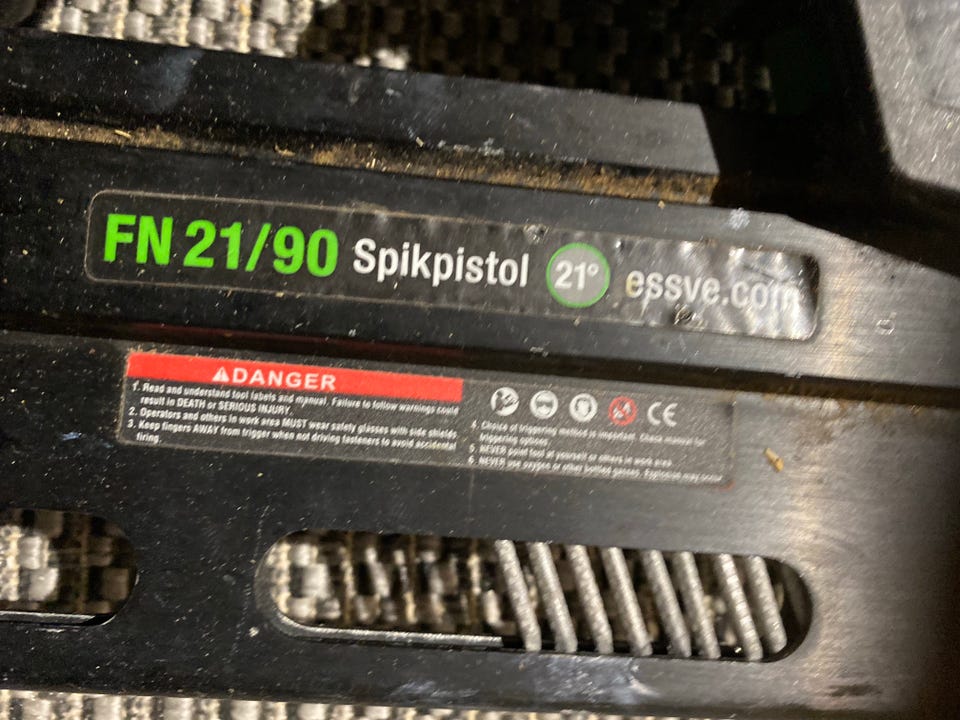 FN 21/90 Spikpistol 21° essve.com
DANGER
1. Read and understand tool labels and manual. Failure to follow warnings could
result in DEATH or SERIOUS INJURY.
2. Operators and others in work area MUST wear safety glasses with side shields
3. Keep fingers AWAY from trigger when not driving fasteners to avoid accidental
firing.
CE
4. Choice of triggering method is important. Check manual for
triggering options.
5. NEVER point tool at yourself or others in work area.
6. NEVER use oxygen or other bottled gasses. Explosion may occur